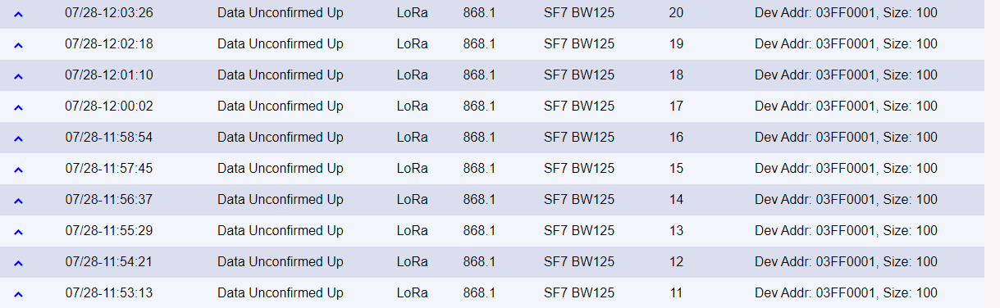 07/28-12:03:26 Data Unconfirmed Up LoRa 868.1 SF7 BW125 20 Dev Addr: 03FF0001, Size: 100
07/28-12:02:18 Data Unconfirmed Up LoRa 868.1 SF7 BW125 19 Dev Addr: 03FF0001, Size: 100
07/28-12:01:10 Data Unconfirmed Up LoRa 868.1 SF7 BW125 18 Dev Addr: 03FF0001, Size: 100
07/28-12:00:02 Data Unconfirmed Up LoRa 868.1 SF7 BW125 17 Dev Addr: 03FF0001, Size: 100
07/28-11:58:54 Data Unconfirmed Up LoRa 868.1 SF7 BW125 16 Dev Addr: 03FF0001, Size: 100
07/28-11:57:45 Data Unconfirmed Up LoRa 868.1 SF7 BW125 15 Dev Addr: 03FF0001, Size: 100
07/28-11:56:37 Data Unconfirmed Up LoRa 868.1 SF7 BW125 14 Dev Addr: 03FF0001, Size: 100
07/28-11:55:29 Data Unconfirmed Up LoRa 868.1 SF7 BW125 13 Dev Addr: 03FF0001, Size: 100
07/28-11:54:21 Data Unconfirmed Up LoRa 868.1 SF7 BW125 12 Dev Addr: 03FF0001, Size: 100
07/28-11:53:13 Data Unconfirmed Up LoRa 868.1 SF7 BW125 11 Dev Addr: 03FF0001, Size: 100